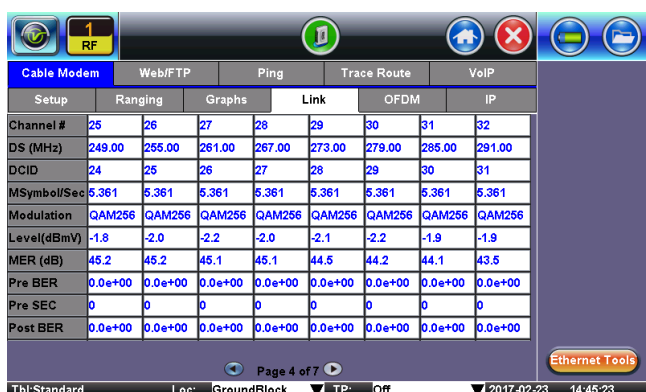 1
RF
Cable Modem Web/FTP Ping Trace Route VoIP
Setup Ranging Graphs Link OFDM IP
Channel # 25 26 27 28 29 30 31 32
DS (MHz) 249.00 255.00 261.00 267.00 273.00 279.00 285.00 291.00
DCID 24 25 26 27 28 29 30 31
MSymbol/Sec 5.361 5.361 5.361 5.361 5.361 5.361 5.361 5.361
Modulation QAM256 QAM256 QAM256 QAM256 QAM256 QAM256 QAM256 QAM256
Level(dBmV) -1.8 -2.0 -2.2 -2.0 -2.1 -2.2 -1.9 -1.9
MER (dB) 45.2 45.2 45.1 45.1 44.5 44.2 44.1 43.5
Pre BER 0.0e+00 0.0e+00 0.0e+00 0.0e+00 0.0e+00 0.0e+00 0.0e+00 0.0e+00
Pre SEC 0 0 0 0 0 0 0 0
Post BER 0.0e+00 0.0e+00 0.0e+00 0.0e+00 0.0e+00 0.0e+00 0.0e+00 0.0e+00
Page 4 of 7
Ethernet Tools
Tbl:Standard Loc: GroundBlock TP: Off 2017-02-23 14:45:23